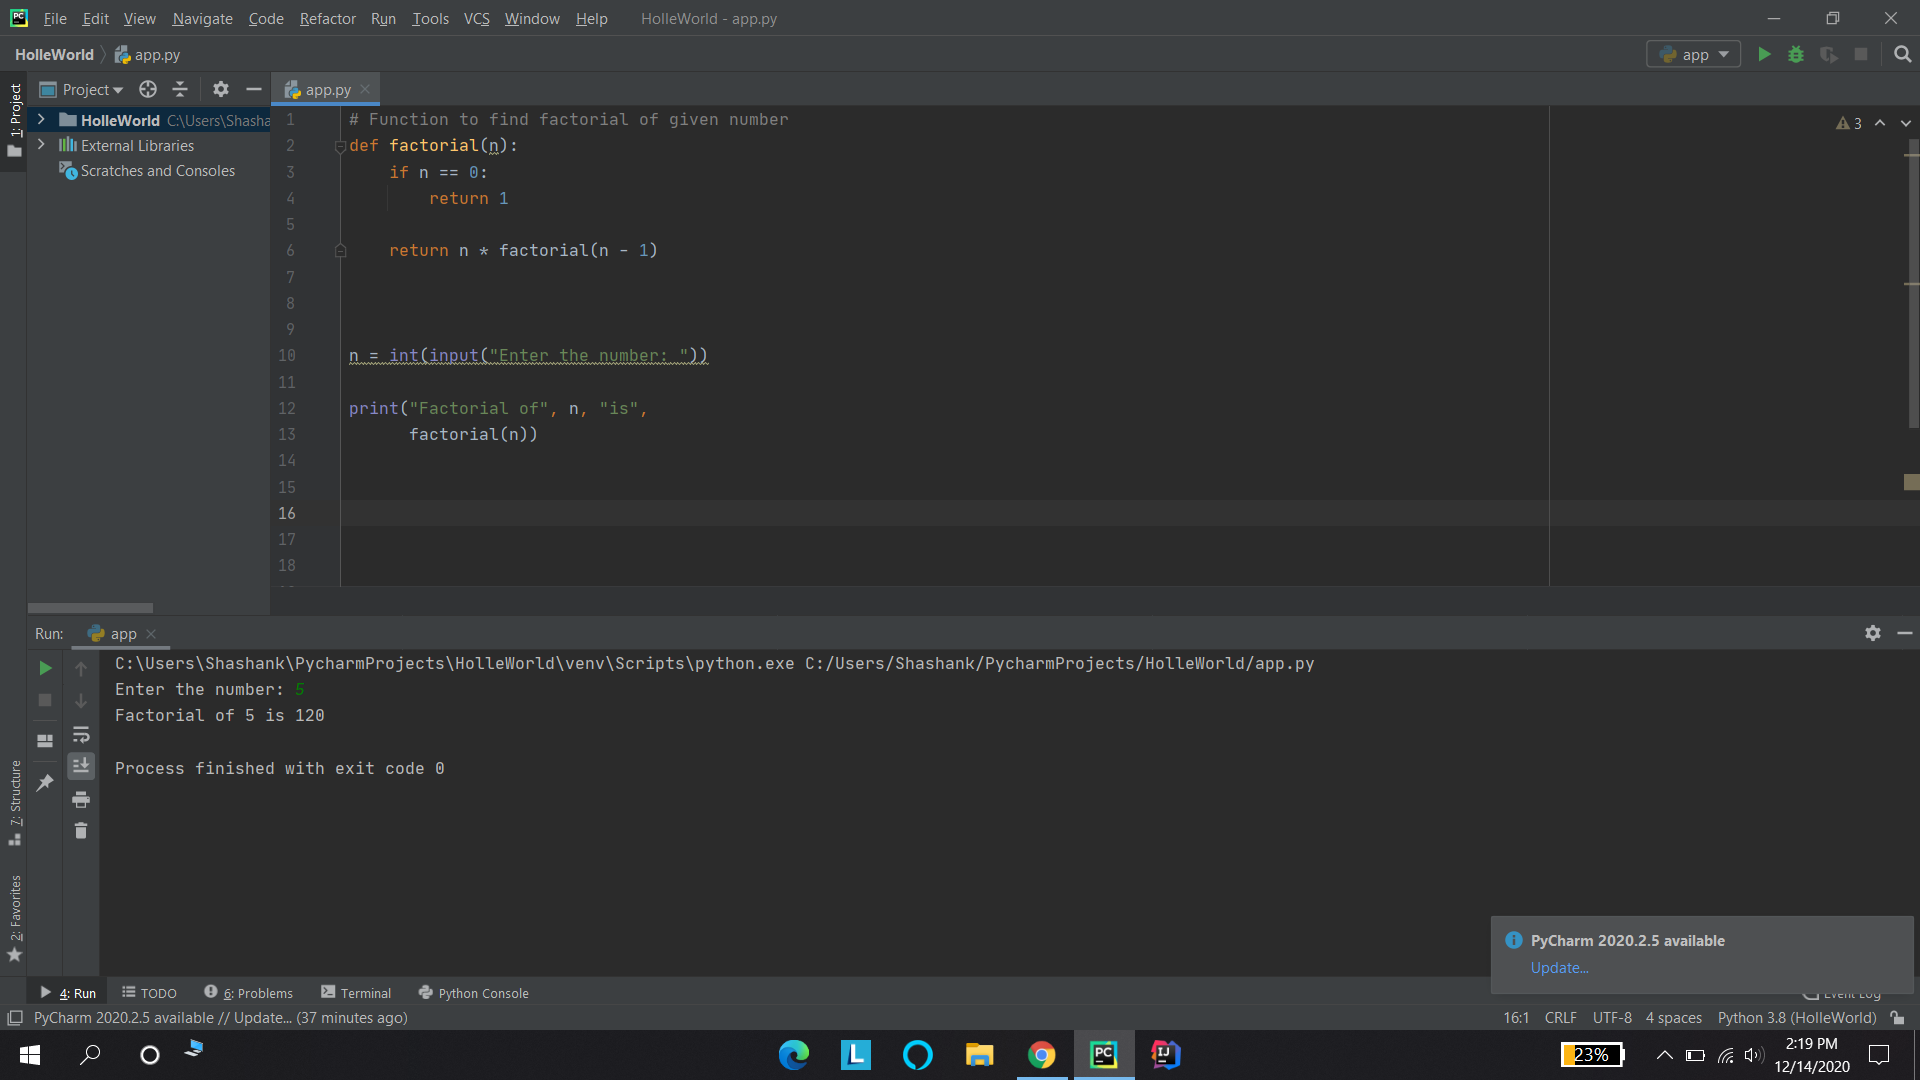 File Edit View Navigate Code Refactor Run Tools VCS Window Help HolleWorld - app.py
HolleWorld app.py app
1: Project
Project app.py
HolleWorld C:\Users\Shasha
External Libraries
Scratches and Consoles
3
1 # Function to find factorial of given number
2 def factorial(n):
3 if n == 0:
4 return 1
5
6 return n * factorial(n - 1)
7
8
9
10 n = int(input("Enter the number: "))
11
12 print("Factorial of", n, "is",
13 factorial(n))
14
15
16
17
18
Run: app
C:\Users\Shashank\PycharmProjects\HolleWorld\venv\Scripts\python.exe C:/Users/Shashank/PycharmProjects/HolleWorld/app.py
Enter the number: 5
Factorial of 5 is 120
Process finished with exit code 0
7: Structure
2: Favorites
PyCharm 2020.2.5 available
Update...
4: Run TODO 6: Problems Terminal Python Console Event Log
PyCharm 2020.2.5 available // Update... (37 minutes ago) 16:1 CRLF UTF-8 4 spaces Python 3.8 (HolleWorld)
L PC IJ 23% 2:19 PM
12/14/2020